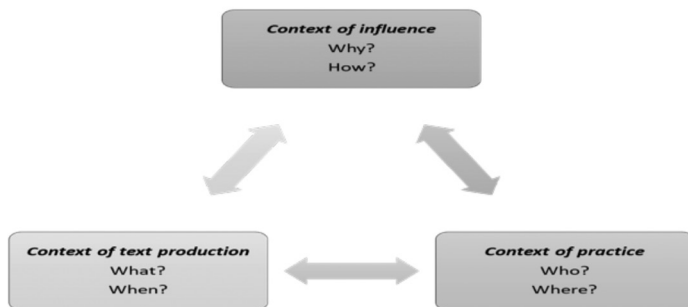 Context of influence
Why?
How?
Context of text production
What?
When?
Context of practice
Who?
Where?